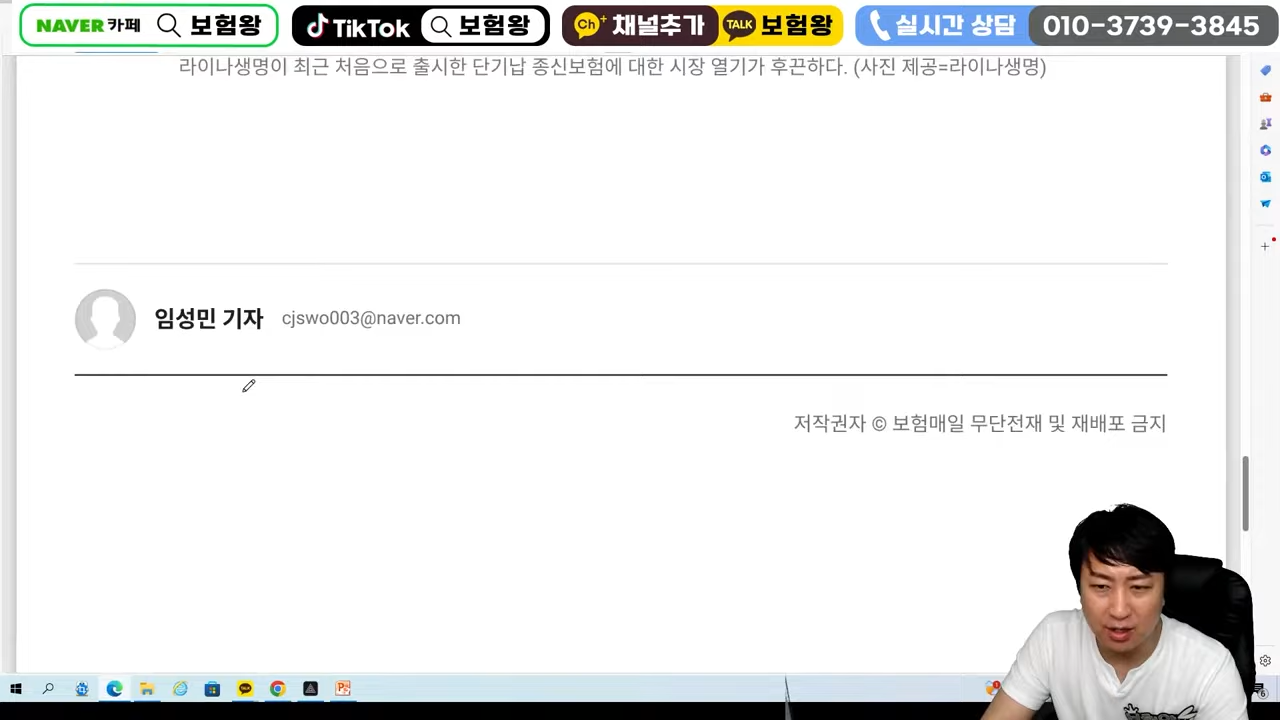 NAVER 카페 보험왕 TikTok 보험왕 Ch+ 채널추가 TALK 보험왕 실시간 상담 010-3739-3845
라이나생명이 최근 처음으로 출시한 단기납 종신보험에 대한 시장 열기가 후끈하다. (사진 제공=라이나생명)
임성민 기자 cjswo003@naver.com
저작권자 © 보험매일 무단전재 및 재배포 금지